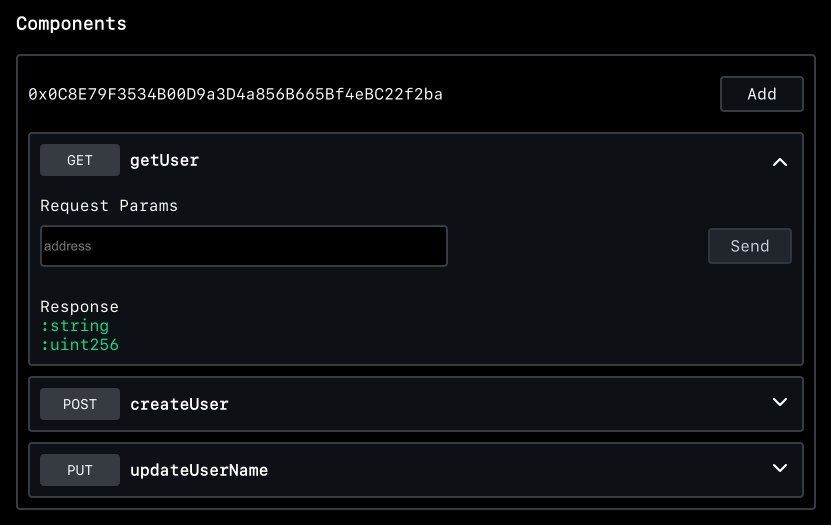 Components
0x0C8E79F3534B00D9a3D4a856B665Bf4eBC22f2ba
Add
GET getUser
Request Params
address
Send
Response
:string
:uint256
POST createUser
PUT updateUserName